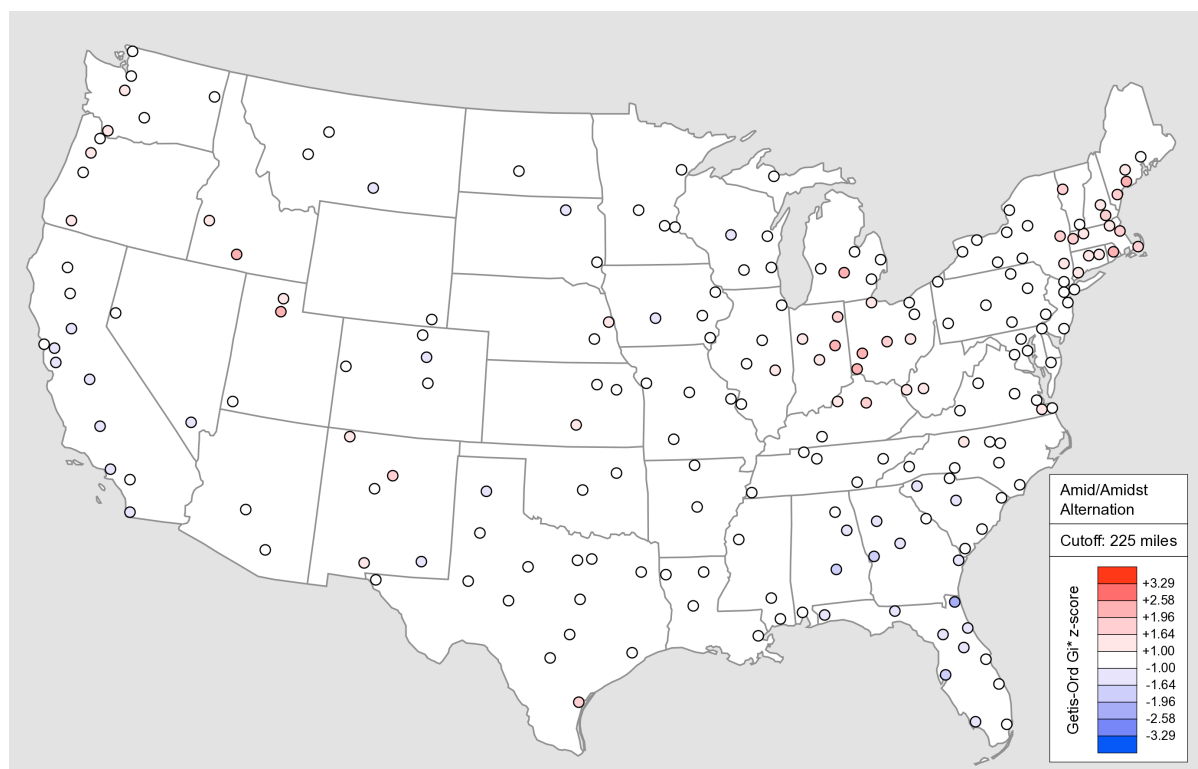 Amid/Amidst
Alternation
Cutoff: 225 miles
Getis-Ord Gi* z-score
+3.29
+2.58
+1.96
+1.64
+1.00
-1.00
-1.64
-1.96
-2.58
-3.29